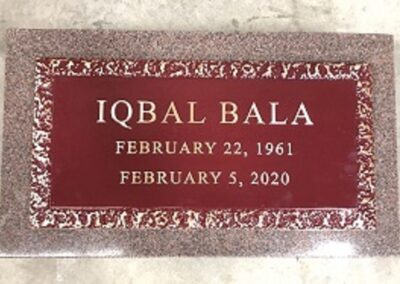 IQBAL BALA
FEBRUARY 22, 1961
FEBRUARY 5, 2020